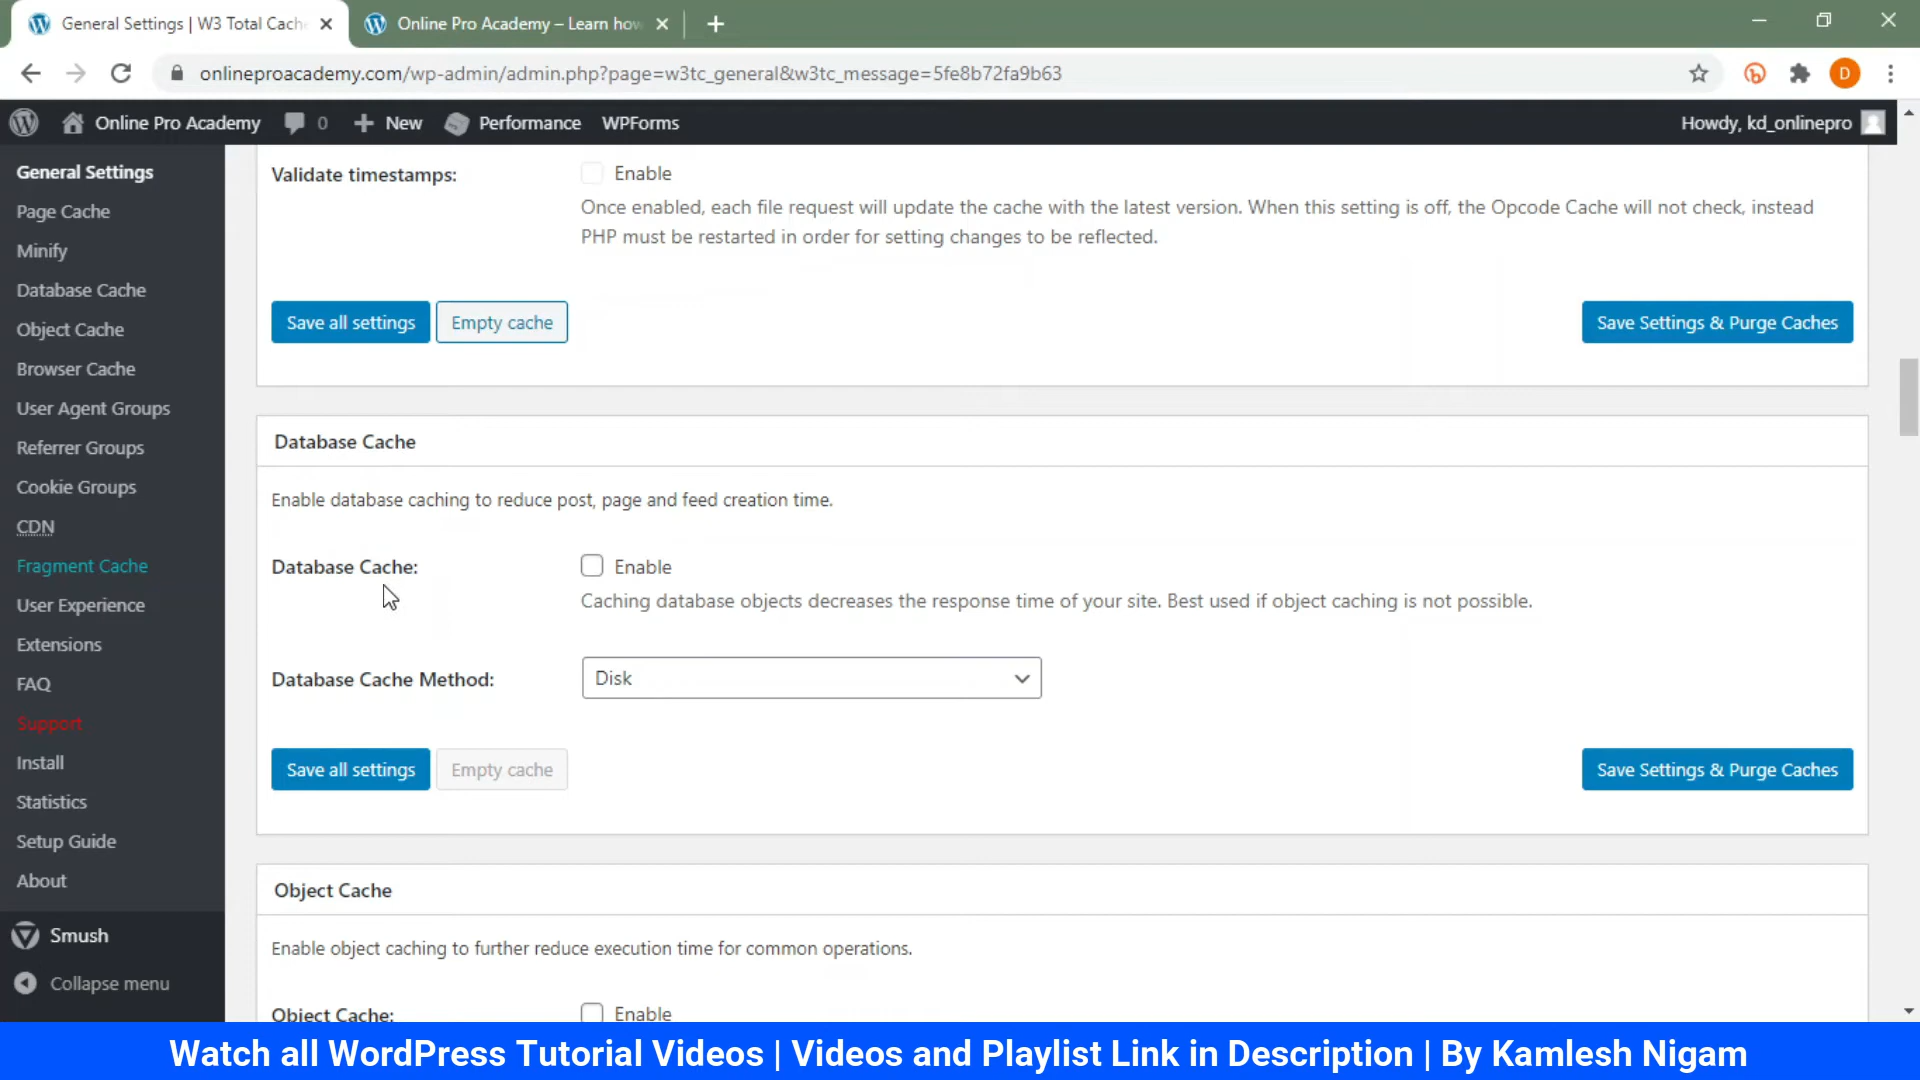 General Settings | W3 Total Cache
Online Pro Academy – Learn how
onlineproacademy.com/wp-admin/admin.php?page=w3tc_general&w3tc_message=5fe8b72fa9b63
D
Online Pro Academy
0
New
Performance
WPForms
Howdy, kd_onlinepro
General Settings
Page Cache
Minify
Database Cache
Object Cache
Browser Cache
User Agent Groups
Referrer Groups
Cookie Groups
CDN
Fragment Cache
User Experience
Extensions
FAQ
Support
Install
Statistics
Setup Guide
About
Smush
Collapse menu
Validate timestamps:
Enable
Once enabled, each file request will update the cache with the latest version. When this setting is off, the Opcode Cache will not check, instead
PHP must be restarted in order for setting changes to be reflected.
Save all settings
Empty cache
Save Settings & Purge Caches
Database Cache
Enable database caching to reduce post, page and feed creation time.
Database Cache:
Enable
Caching database objects decreases the response time of your site. Best used if object caching is not possible.
Database Cache Method:
Disk
Save all settings
Empty cache
Save Settings & Purge Caches
Object Cache
Enable object caching to further reduce execution time for common operations.
Object Cache:
Enable
Watch all WordPress Tutorial Videos | Videos and Playlist Link in Description | By Kamlesh Nigam